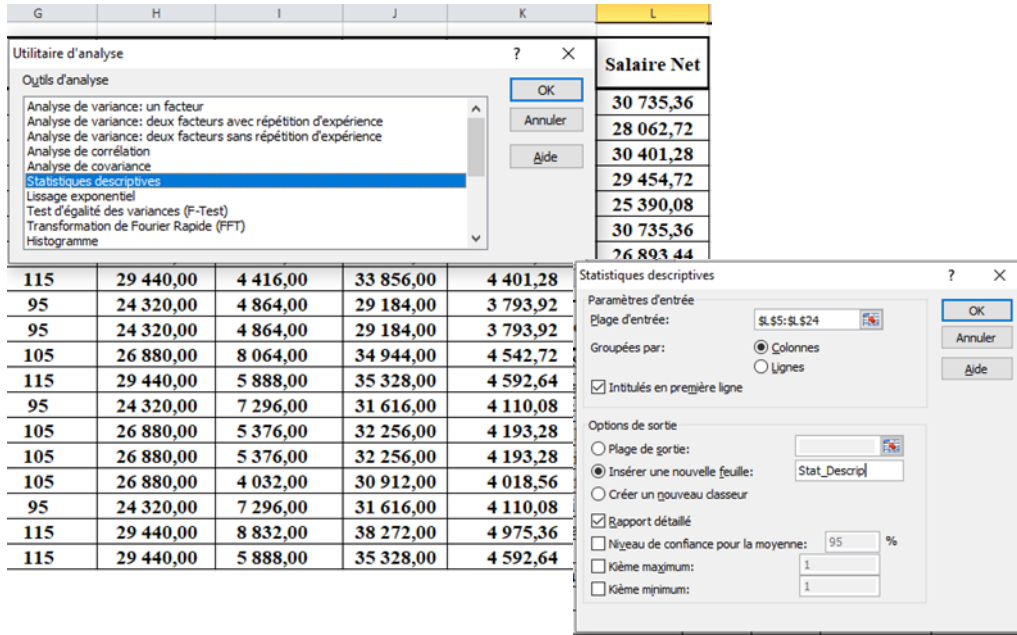 G H I J K L
Utilitaire d'analyse ?
Salaire Net
Outils d'analyse
OK
Annuler
Aide
Analyse de variance: un facteur
Analyse de variance: deux facteurs avec répétition d'expérience
Analyse de variance: deux facteurs sans répétition d'expérience
Analyse de corrélation
Analyse de covariance
Statistiques descriptives
Lissage exponentiel
Test d'égalité des variances (F-Test)
Transformation de Fourier Rapide (FFT)
Histogramme
30 735,36
28 062,72
30 401,28
29 454,72
25 390,08
30 735,36
26 893,44
115 29 440,00 4 416,00 33 856,00 4 401,28
95 24 320,00 4 864,00 29 184,00 3 793,92
95 24 320,00 4 864,00 29 184,00 3 793,92
105 26 880,00 8 064,00 34 944,00 4 542,72
115 29 440,00 5 888,00 35 328,00 4 592,64
95 24 320,00 7 296,00 31 616,00 4 110,08
105 26 880,00 5 376,00 32 256,00 4 193,28
105 26 880,00 5 376,00 32 256,00 4 193,28
105 26 880,00 4 032,00 30 912,00 4 018,56
95 24 320,00 7 296,00 31 616,00 4 110,08
115 29 440,00 8 832,00 38 272,00 4 975,36
115 29 440,00 5 888,00 35 328,00 4 592,64
Statistiques descriptives ?
Paramètres d'entrée
Plage d'entrée: $L$5:$L$24
Groupées par: Colonnes
Lignes
Intitulés en première ligne
OK
Annuler
Aide
Options de sortie
Plage de sortie:
Insérer une nouvelle feuille: Stat_Descrip
Créer un nouveau classeur
Rapport détaillé
Niveau de confiance pour la moyenne: 95 %
Kième maximum: 1
Kième minimum: 1